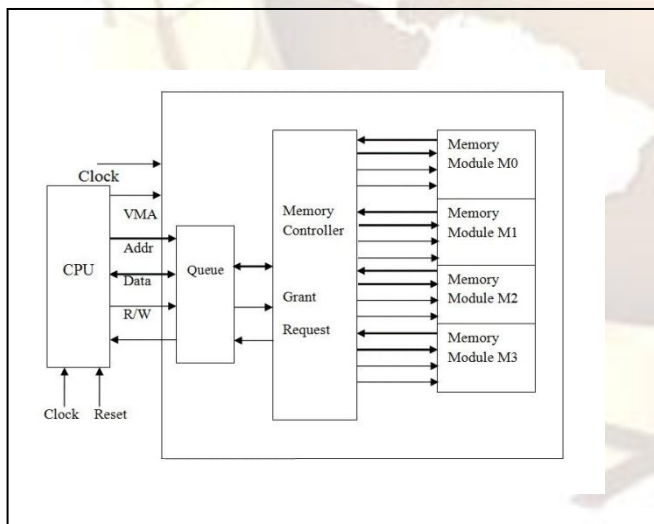 Clock
VMA
Addr
CPU
Data
R/W
Clock Reset
Queue
Memory
Controller
Grant
Request
Memory
Module M0
Memory
Module M1
Memory
Module M2
Memory
Module M3